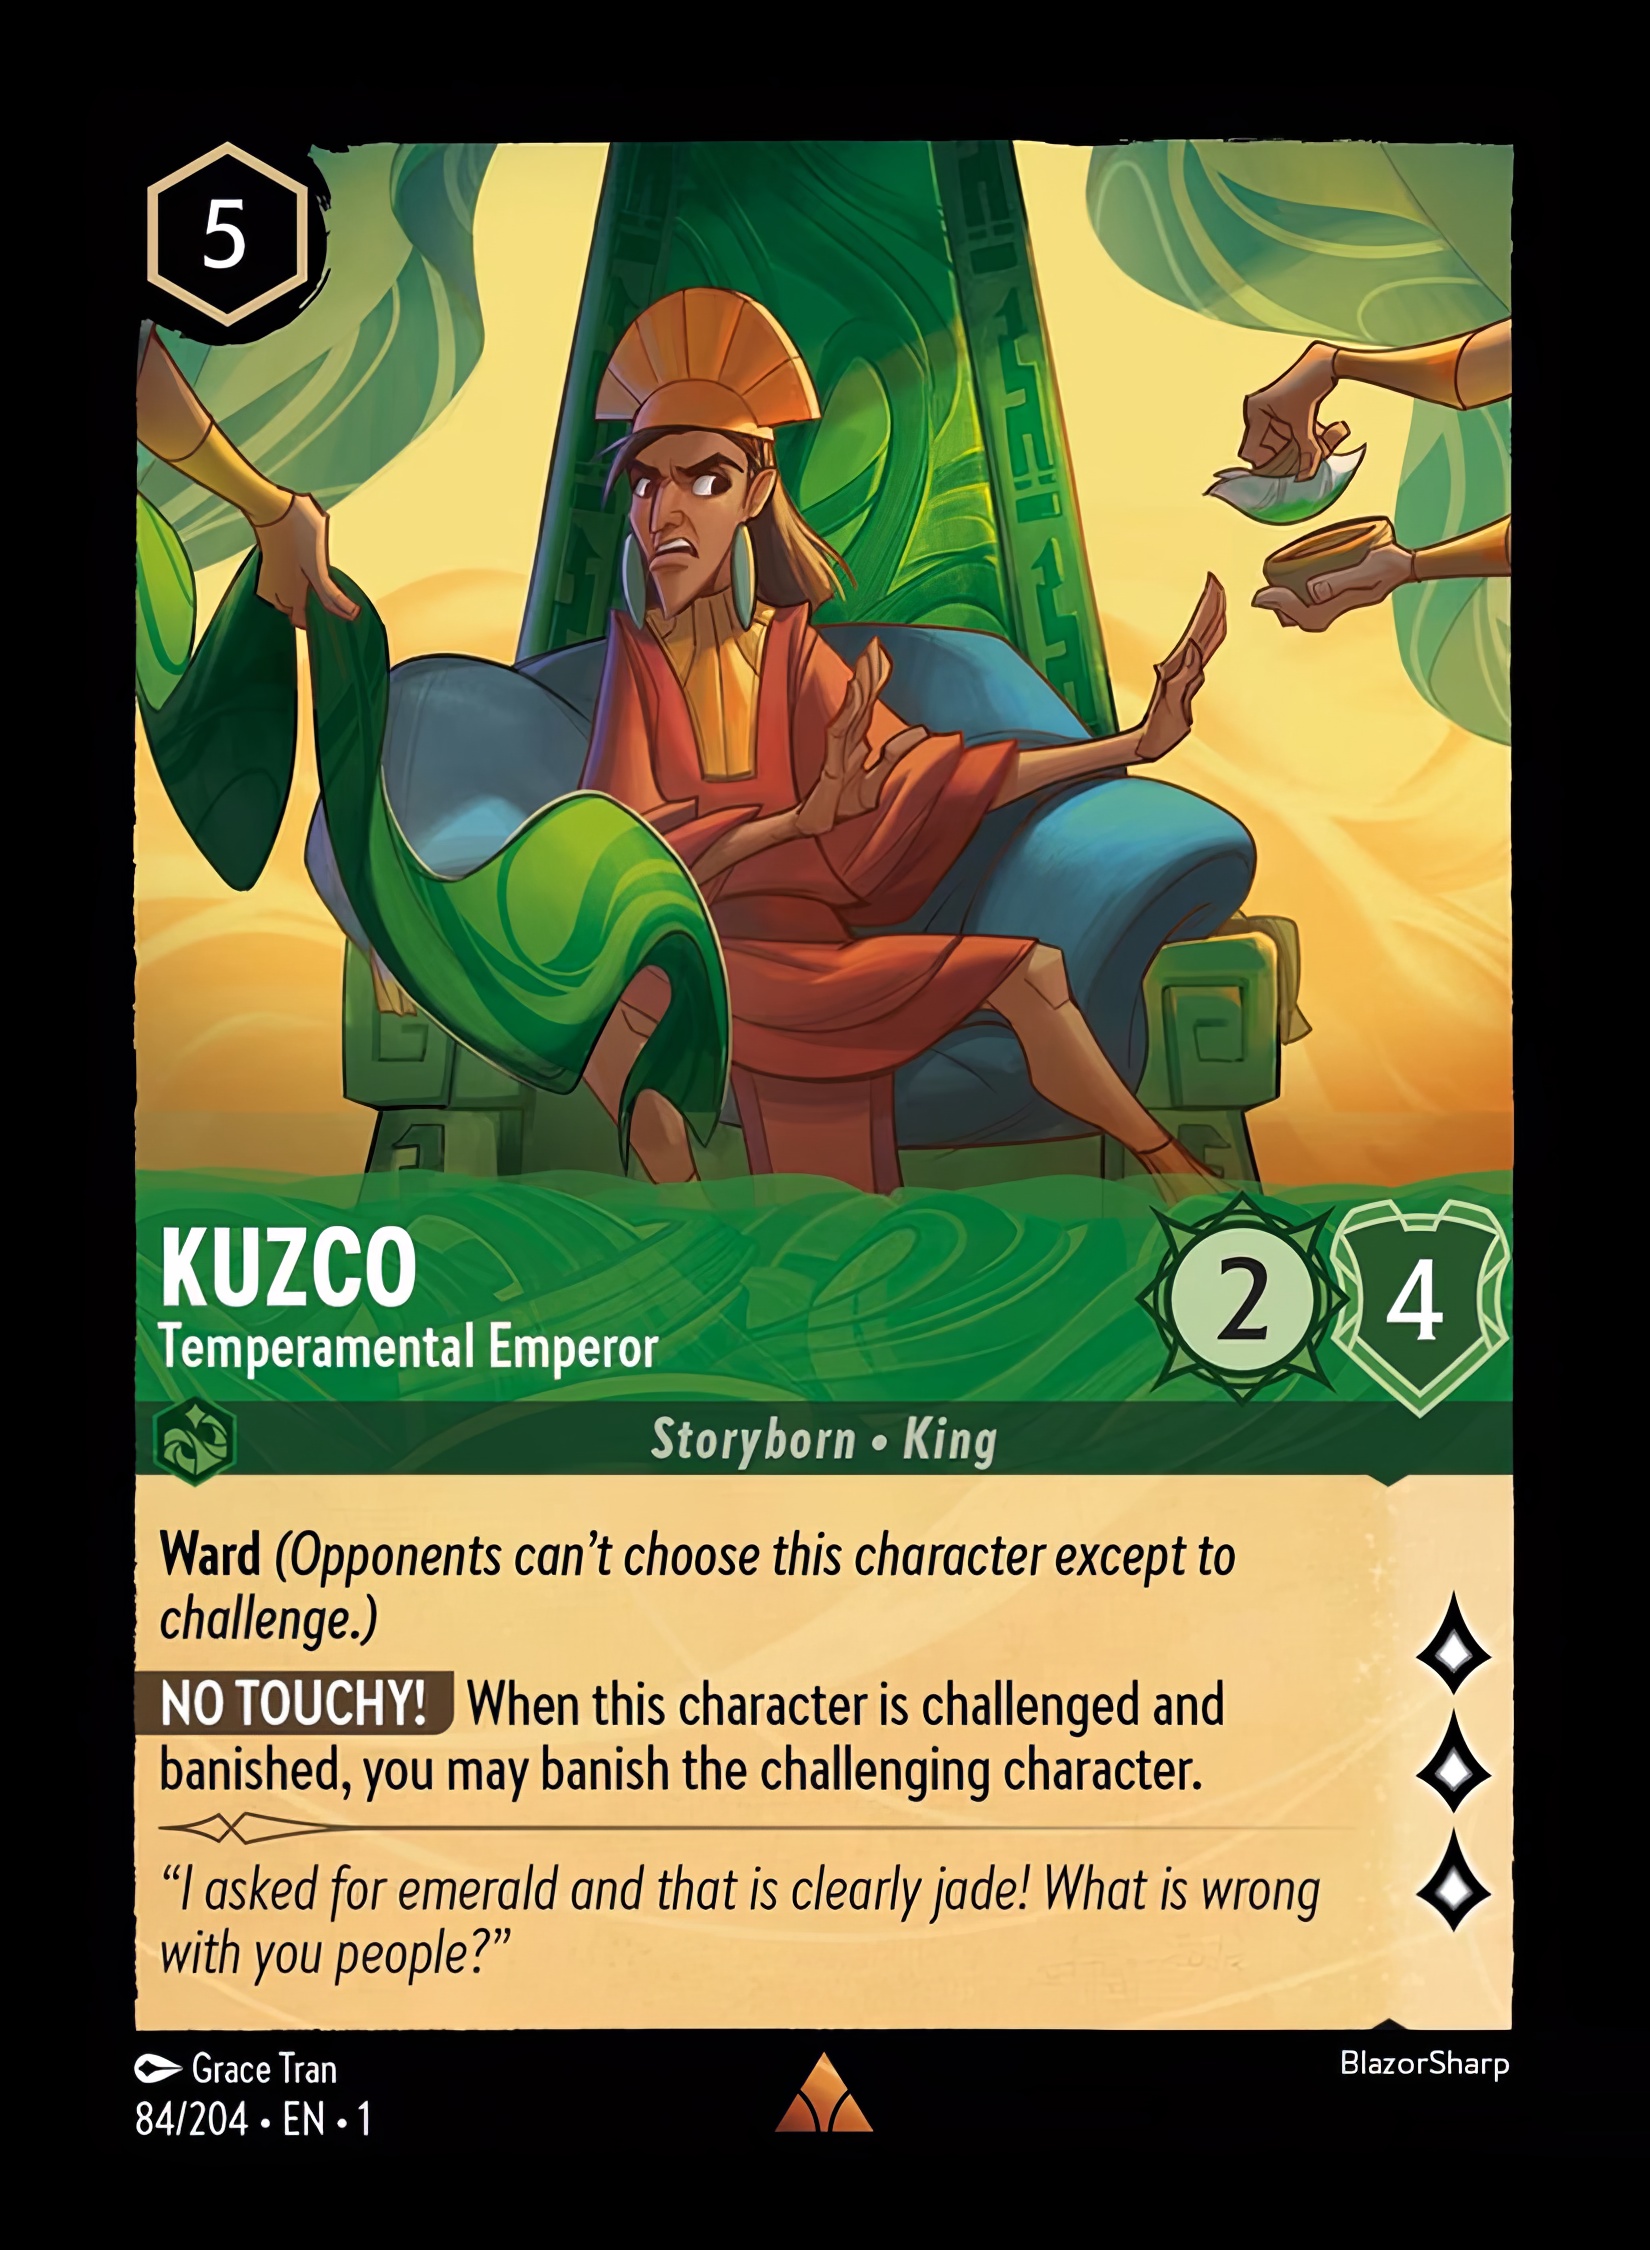 5
KUZCO
Temperamental Emperor
2
4
Storyborn • King
Ward (Opponents can’t choose this character except to
challenge.)
NO TOUCHY! When this character is challenged and
banished, you may banish the challenging character.
“I asked for emerald and that is clearly jade! What is wrong
with you people?”
Grace Tran
BlazorSharp
84/204 • EN • 1